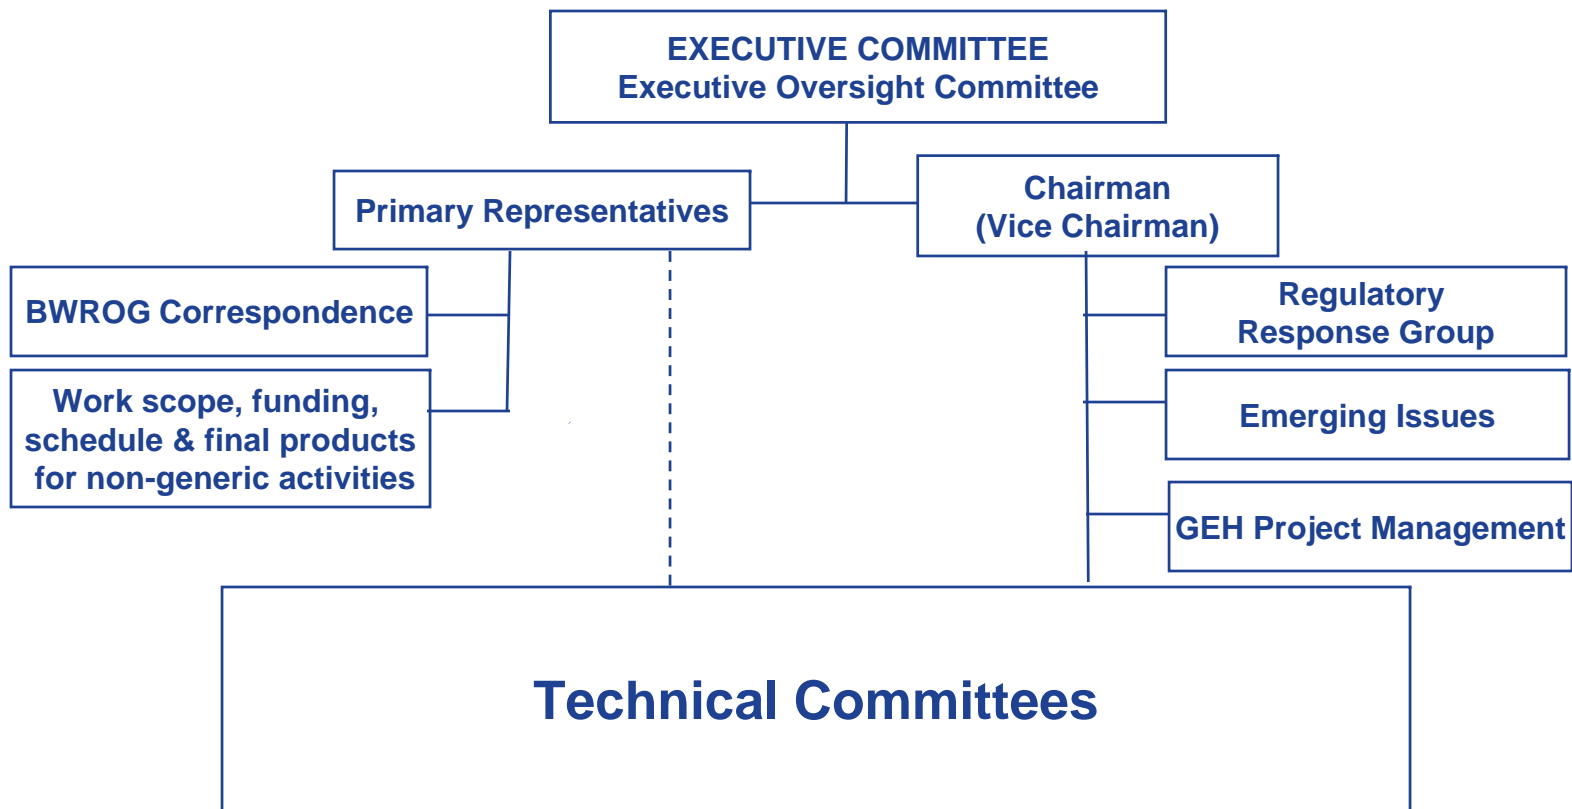 EXECUTIVE COMMITTEE
Executive Oversight Committee
Primary Representatives
Chairman
(Vice Chairman)
BWROG Correspondence
Regulatory
Response Group
Work scope, funding,
schedule & final products
for non-generic activities
Emerging Issues
GEH Project Management
Technical Committees